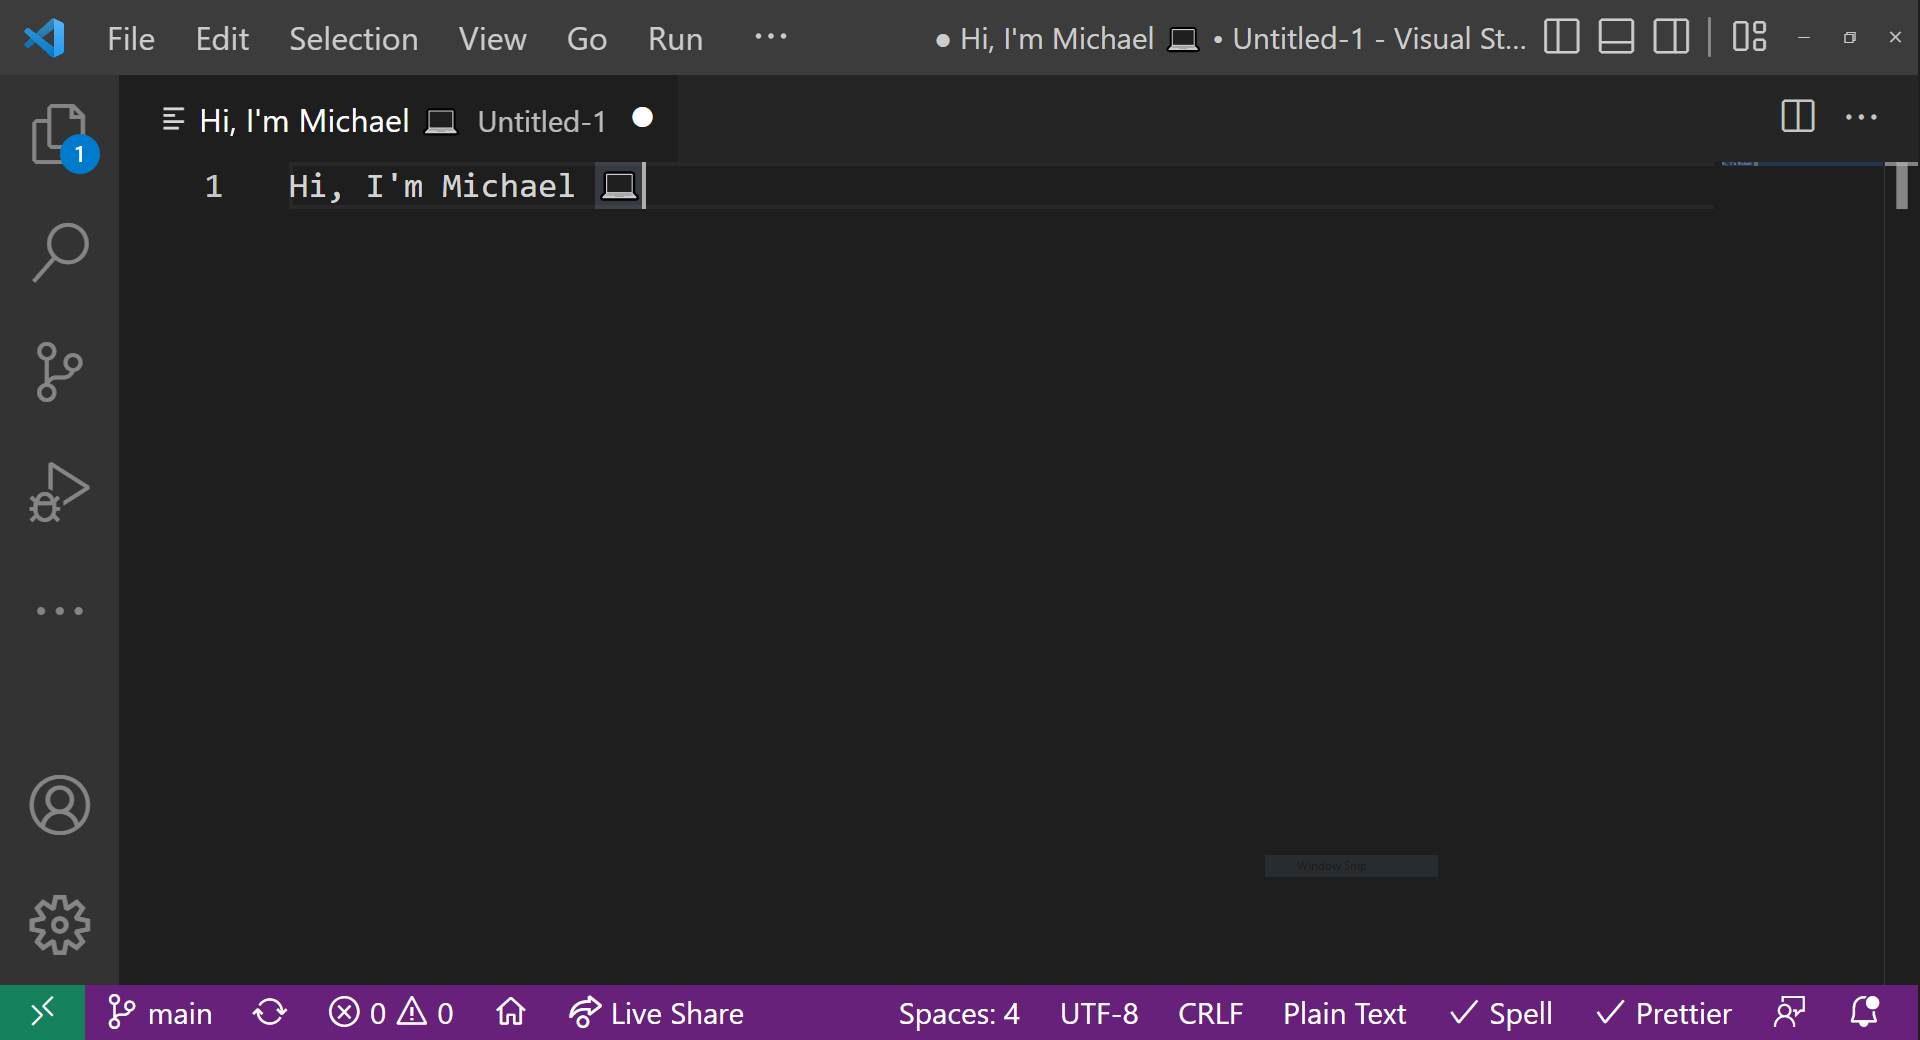 File Edit Selection View Go Run ··· ● Hi, I'm Michael 💻 • Untitled-1 - Visual St...
Hi, I'm Michael 💻 Untitled-1
1
1 Hi, I'm Michael 💻
Window Snip
main 0 0 Live Share Spaces: 4 UTF-8 CRLF Plain Text ✓ Spell ✓ Prettier